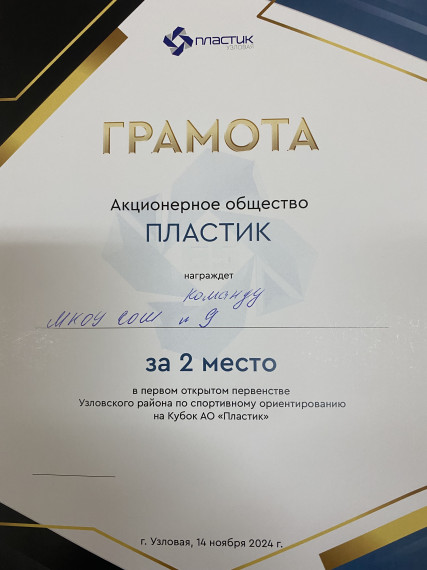 ПЛАСТИК
УЗЛОВАЯ
ГРАМОТА
Акционерное общество
ПЛАСТИК
награждет
команду
МКОУ СОШ № 9
за 2 место
в первом открытом первенстве
Узловского района по спортивному ориентированию
на Кубок АО «Пластик»
г. Узловая, 14 ноября 2024 г.